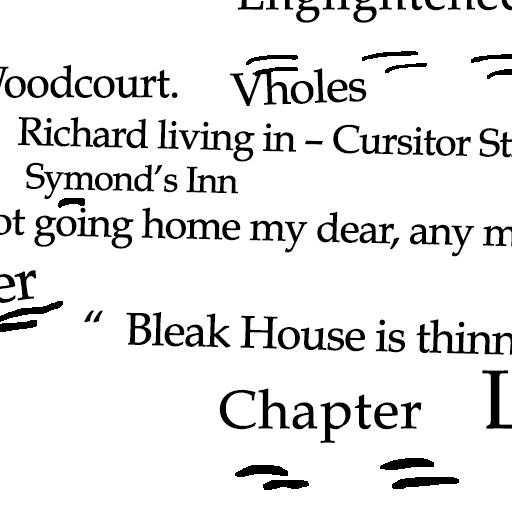 Woodcourt. Vholes
Richard living in – Cursitor St
Symond's Inn
ot going home my dear, any m
er
“ Bleak House is thinn
Chapter L